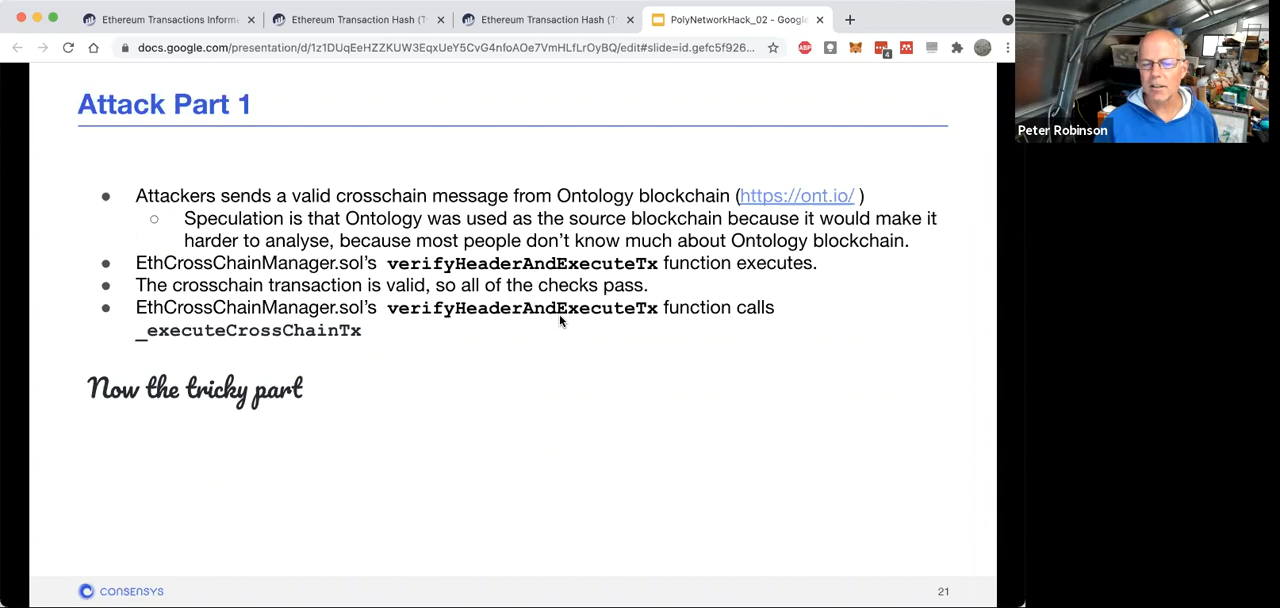 Ethereum Transactions Inform
Ethereum Transaction Hash (T
Ethereum Transaction Hash (T
PolyNetworkHack_02 - Google
docs.google.com/presentation/d/1z1DUqEeHZZKUW3EqxUeY5CvG4nfoAOe7VmHLfLrOyBQ/edit#slide=id.gefc5f926...
ABP
4
Peter Robinson
Attack Part 1
● Attackers sends a valid crosschain message from Ontology blockchain (https://ont.io/ )
○ Speculation is that Ontology was used as the source blockchain because it would make it
harder to analyse, because most people don't know much about Ontology blockchain.
● EthCrossChainManager.sol's verifyHeaderAndExecuteTx function executes.
● The crosschain transaction is valid, so all of the checks pass.
● EthCrossChainManager.sol's verifyHeaderAndExecuteTx function calls
_executeCrossChainTx
Now the tricky part
CONSENSYS
21